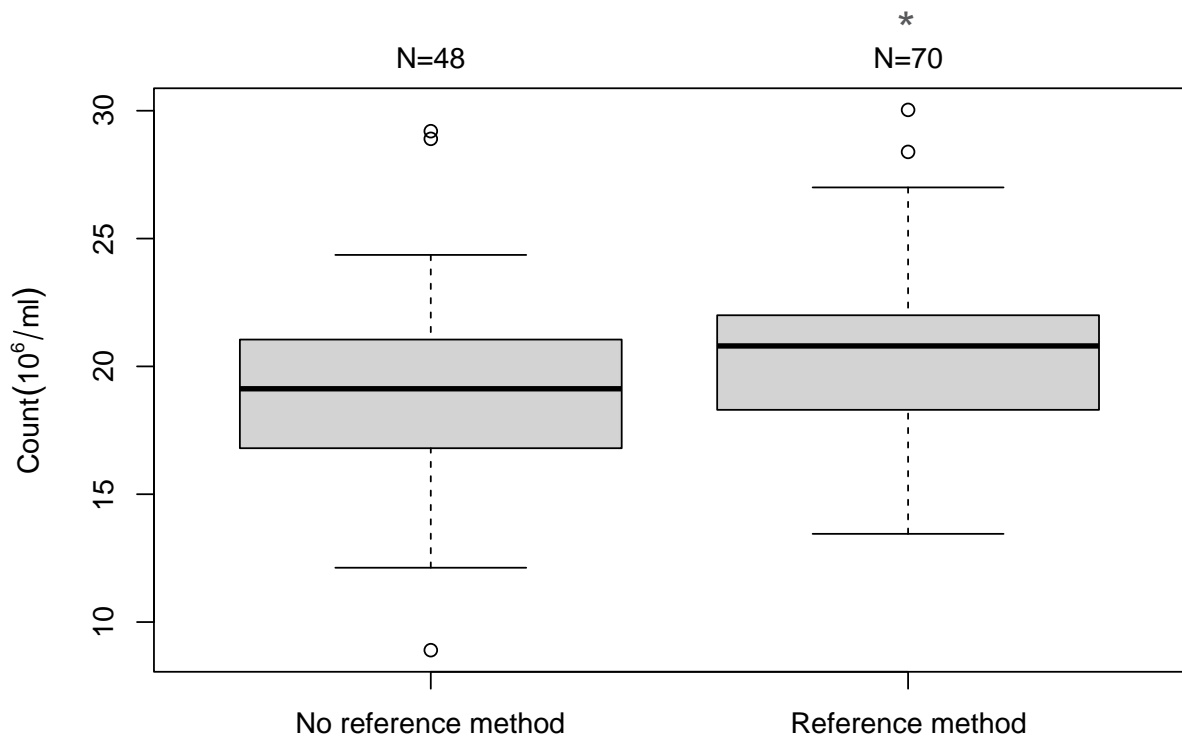 *
N=48 N=70
30
25
20
15
10
Count(10⁶/ml)
No reference method Reference method